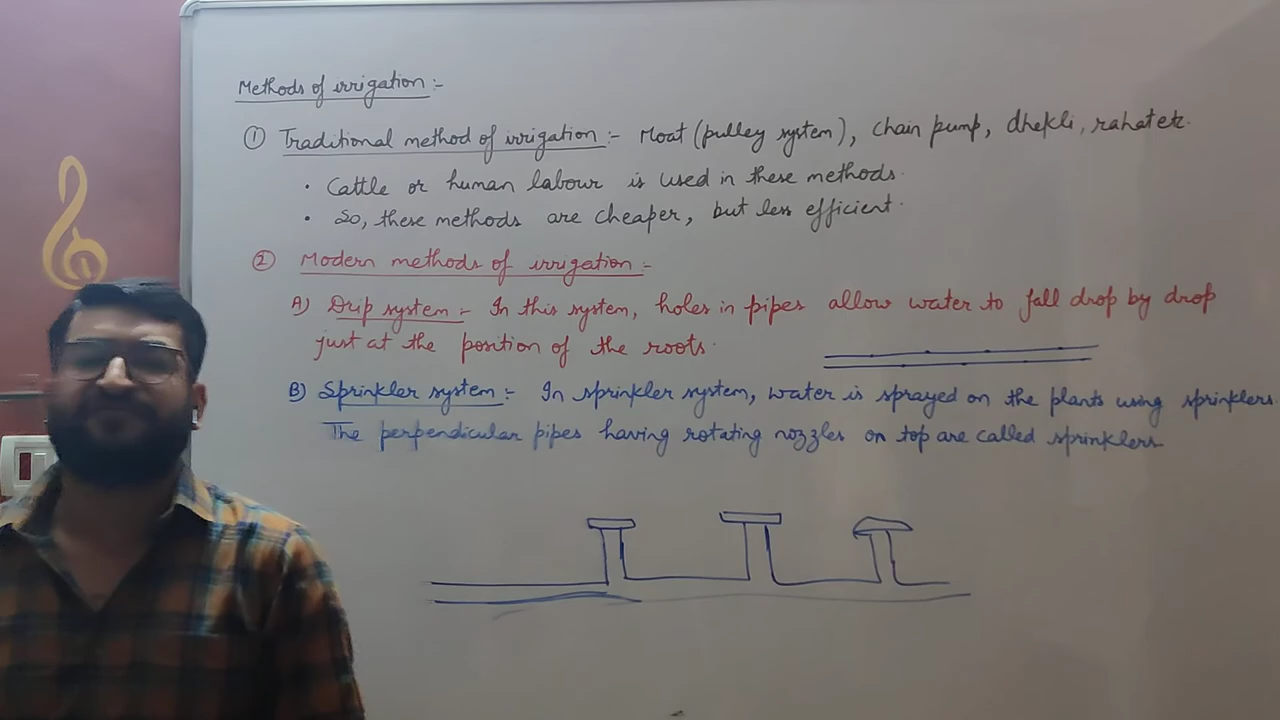 Methods of irrigation :-
① Traditional method of irrigation :- Moat (pulley system), chain pump, dhekli, rahatek.
• Cattle or human labour is used in these methods.
• So, these methods are cheaper, but less efficient.
② Modern methods of irrigation :-
A) Drip system :- In this system, holes in pipes allow water to fall drop by drop
just at the position of the roots.
B) Sprinkler system :- In sprinkler system, water is sprayed on the plants using sprinklers.
The perpendicular pipes having rotating nozzles on top are called sprinklers